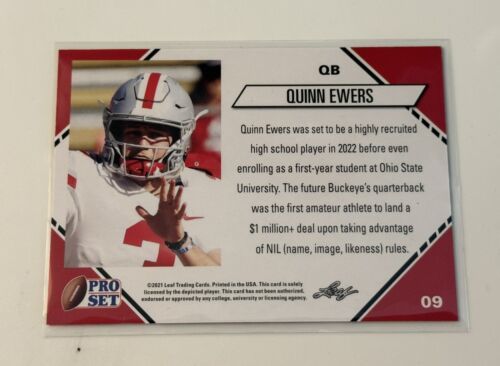 QB
QUINN EWERS
Quinn Ewers was set to be a highly recruited
high school player in 2022 before even
enrolling as a first-year student at Ohio State
University. The future Buckeye's quarterback
was the first amateur athlete to land a
$1 million+ deal upon taking advantage
of NIL (name, image, likeness) rules.
PRO
SET
©2021 Leaf Trading Cards. Printed in the USA. This card is solely
licensed by the depicted player. This card has not been authorized,
endorsed or approved by any college, university or licensing agency.
Leaf
09